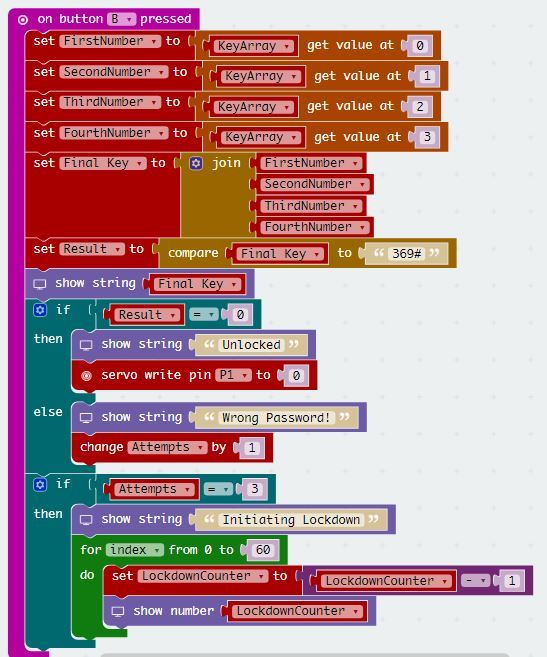 on button B pressed
set FirstNumber to KeyArray get value at 0
set SecondNumber to KeyArray get value at 1
set ThirdNumber to KeyArray get value at 2
set FourthNumber to KeyArray get value at 3
set Final Key to join FirstNumber
SecondNumber
ThirdNumber
FourthNumber
set Result to compare Final Key to “ 369# ”
show string Final Key
if Result = 0
then show string “ Unlocked ”
servo write pin P1 to 0
else show string “ Wrong Password! ”
change Attempts by 1
if Attempts = 3
then show string “ Initiating Lockdown ”
for index from 0 to 60
do set LockdownCounter to LockdownCounter - 1
show number LockdownCounter